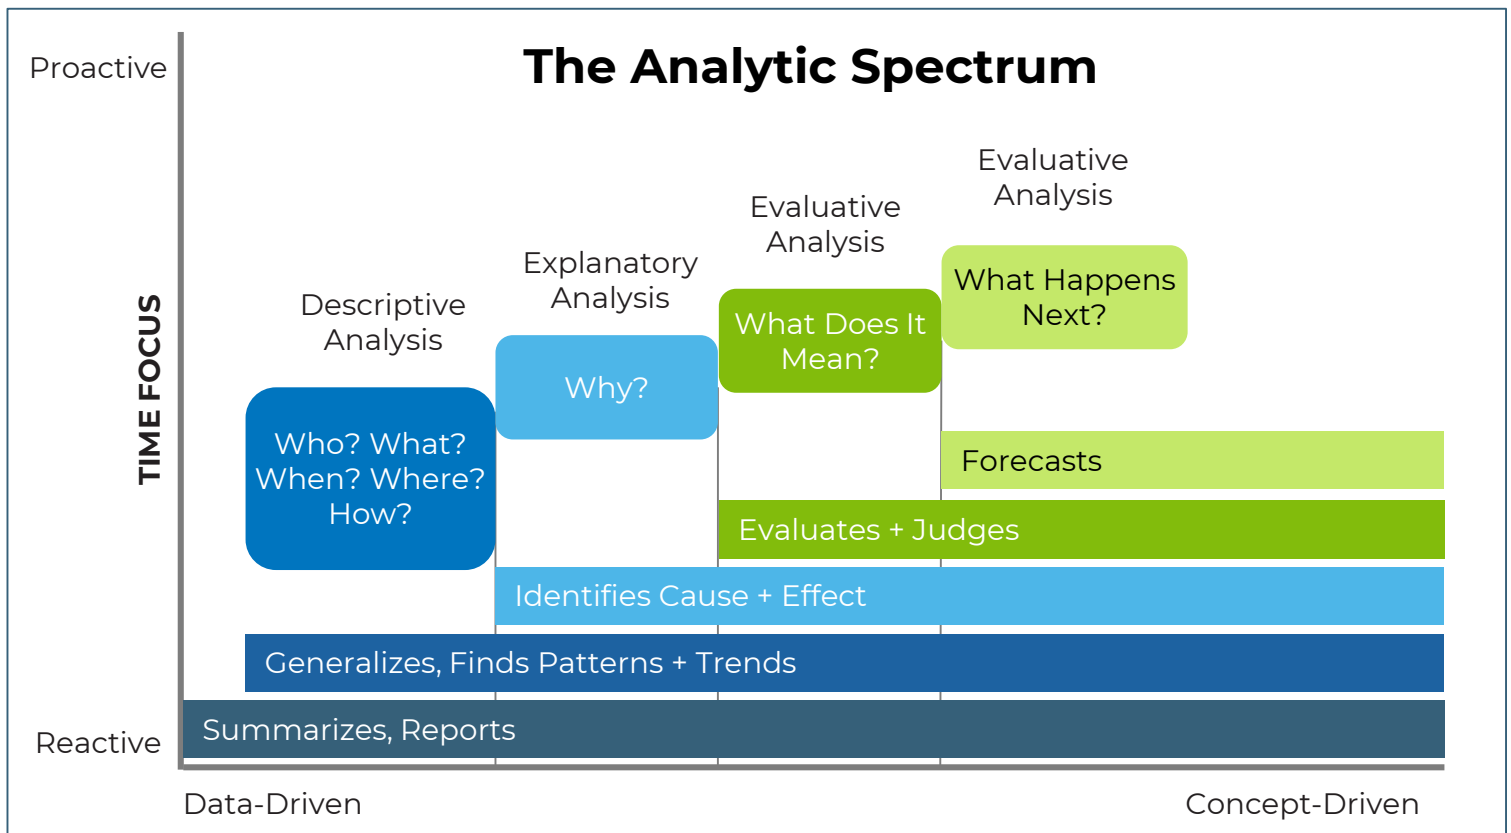 The Analytic Spectrum
Proactive
TIME FOCUS
Reactive
Descriptive
Analysis
Who? What?
When? Where?
How?
Explanatory
Analysis
Why?
Evaluative
Analysis
What Does It
Mean?
Evaluative
Analysis
What Happens
Next?
Forecasts
Evaluates + Judges
Identifies Cause + Effect
Generalizes, Finds Patterns + Trends
Summarizes, Reports
Data-Driven
Concept-Driven